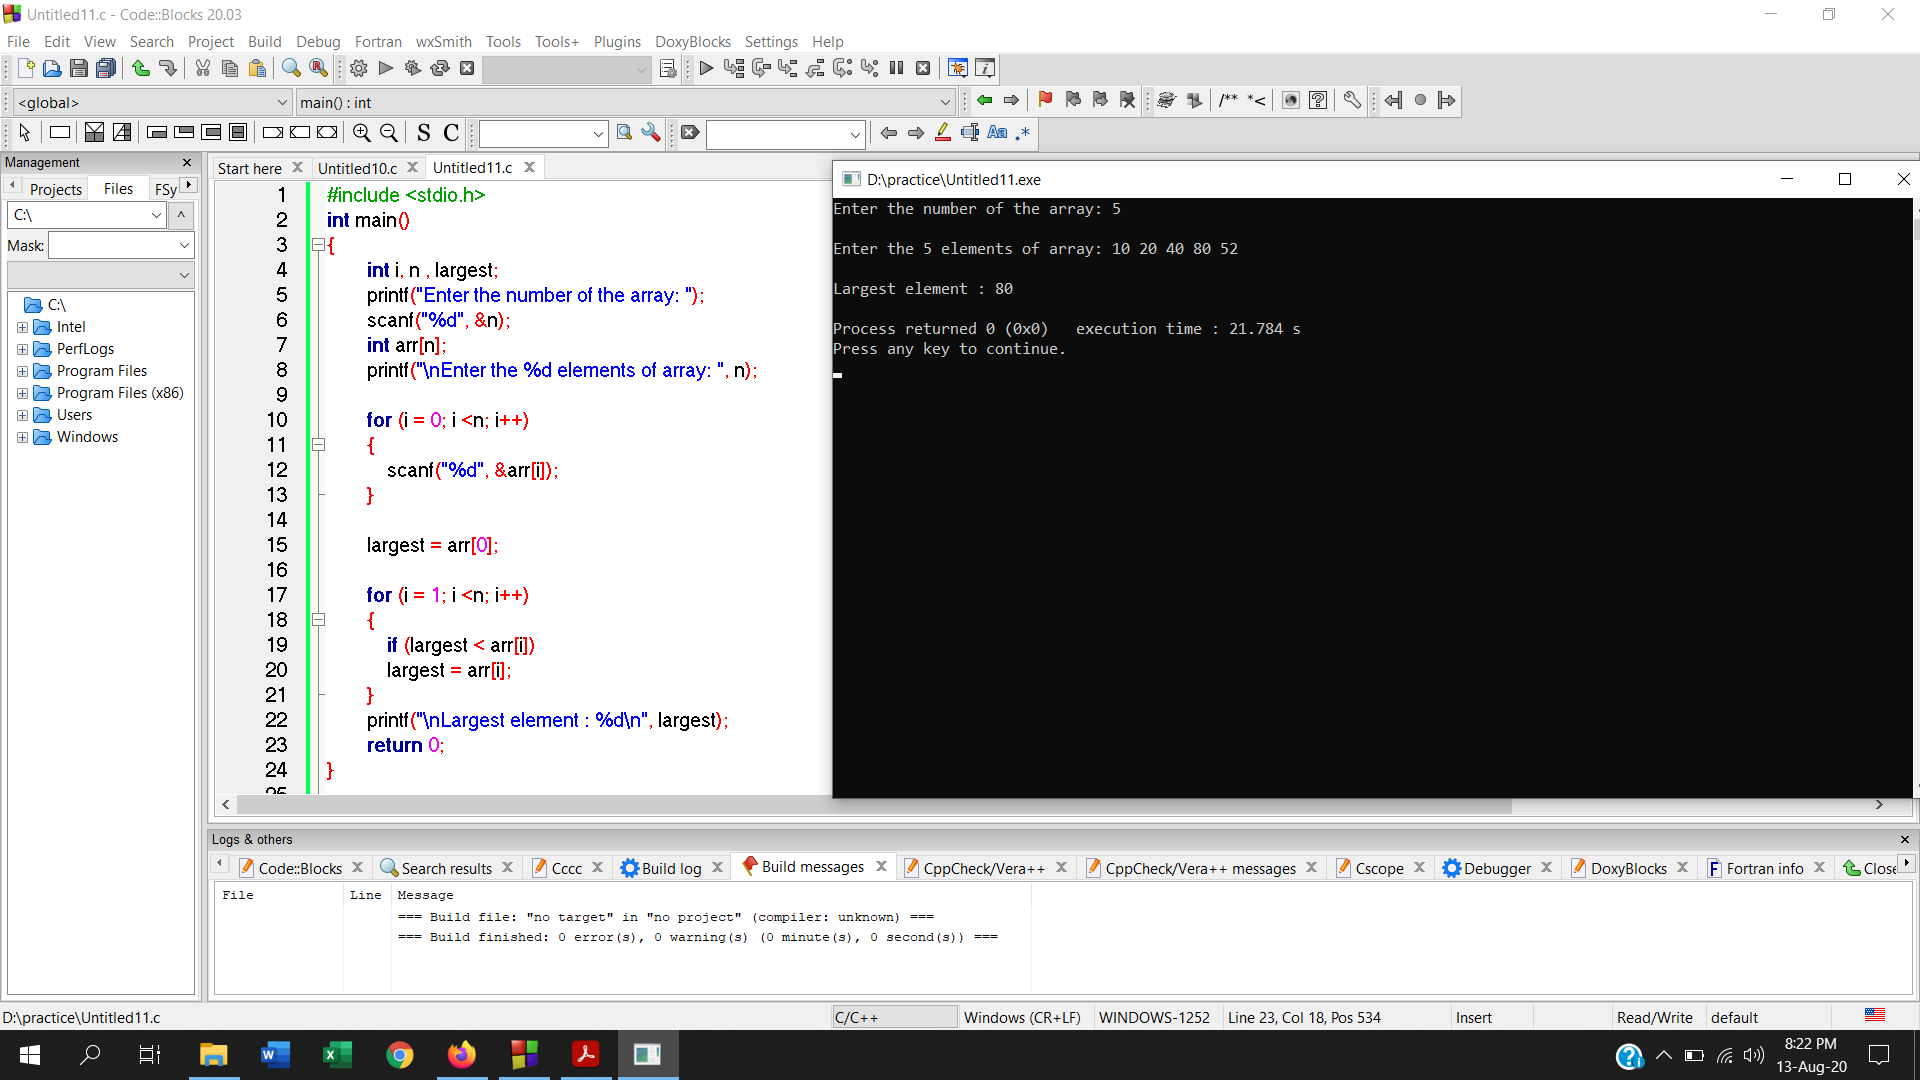 Untitled11.c - Code::Blocks 20.03
File Edit View Search Project Build Debug Fortran wxSmith Tools Tools+ Plugins DoxyBlocks Settings Help
<global> main() : int
/** *<
S C Aa .*
Management
Projects Files FSy
C:\ ^
Mask:
C:\
Intel
PerfLogs
Program Files
Program Files (x86)
Users
Windows
Start here Untitled10.c Untitled11.c
1 #include <stdio.h>
2 int main()
3 {
4 int i, n , largest;
5 printf("Enter the number of the array: ");
6 scanf("%d", &n);
7 int arr[n];
8 printf("\nEnter the %d elements of array: ", n);
9
10 for (i = 0; i <n; i++)
11 {
12 scanf("%d", &arr[i]);
13 }
14
15 largest = arr[0];
16
17 for (i = 1; i <n; i++)
18 {
19 if (largest < arr[i])
20 largest = arr[i];
21 }
22 printf("\nLargest element : %d\n", largest);
23 return 0;
24 }
25
D:\practice\Untitled11.exe
Enter the number of the array: 5
Enter the 5 elements of array: 10 20 40 80 52
Largest element : 80
Process returned 0 (0x0) execution time : 21.784 s
Press any key to continue.
Logs & others
Code::Blocks Search results Cccc Build log Build messages CppCheck/Vera++ CppCheck/Vera++ messages Cscope Debugger DoxyBlocks Fortran info Close
File Line Message
=== Build file: "no target" in "no project" (compiler: unknown) ===
=== Build finished: 0 error(s), 0 warning(s) (0 minute(s), 0 second(s)) ===
D:\practice\Untitled11.c C/C++ Windows (CR+LF) WINDOWS-1252 Line 23, Col 18, Pos 534 Insert Read/Write default
8:22 PM
13-Aug-20